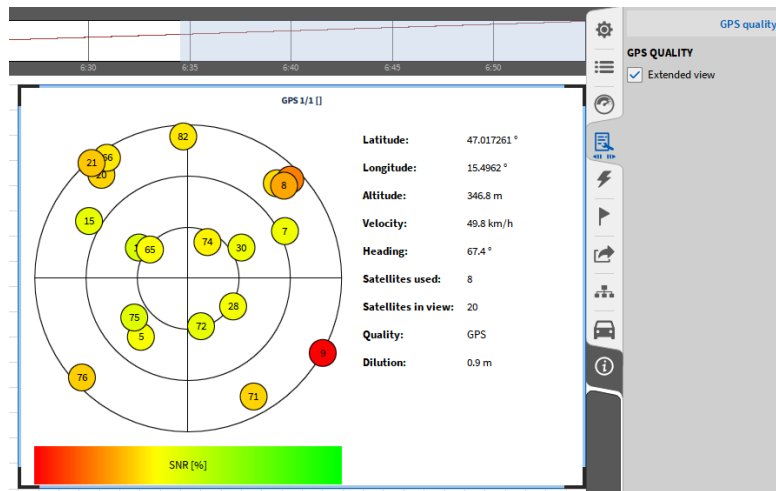 GPS quality
6:30 6:35 6:40 6:45 6:50
GPS QUALITY
Extended view
GPS 1/1 []
82
21
20
8
15
7
74
30
65
28
75
72
5
9
76
71
Latitude: 47.017261 °
Longitude: 15.4962 °
Altitude: 346.8 m
Velocity: 49.8 km/h
Heading: 67.4 °
Satellites used: 8
Satellites in view: 20
Quality: GPS
Dilution: 0.9 m
SNR [%]